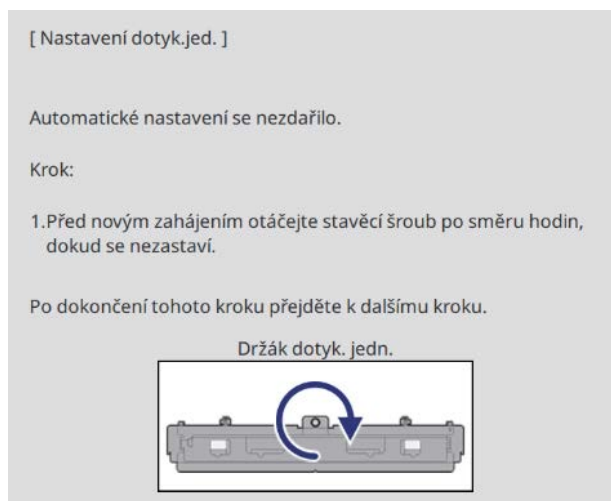 [ Nastavení dotyk.jed. ]
Automatické nastavení se nezdařilo.
Krok:
1.Před novým zahájením otáčejte stavěcí šroub po směru hodin,
dokud se nezastaví.
Po dokončení tohoto kroku přejděte k dalšímu kroku.
Držák dotyk. jedn.